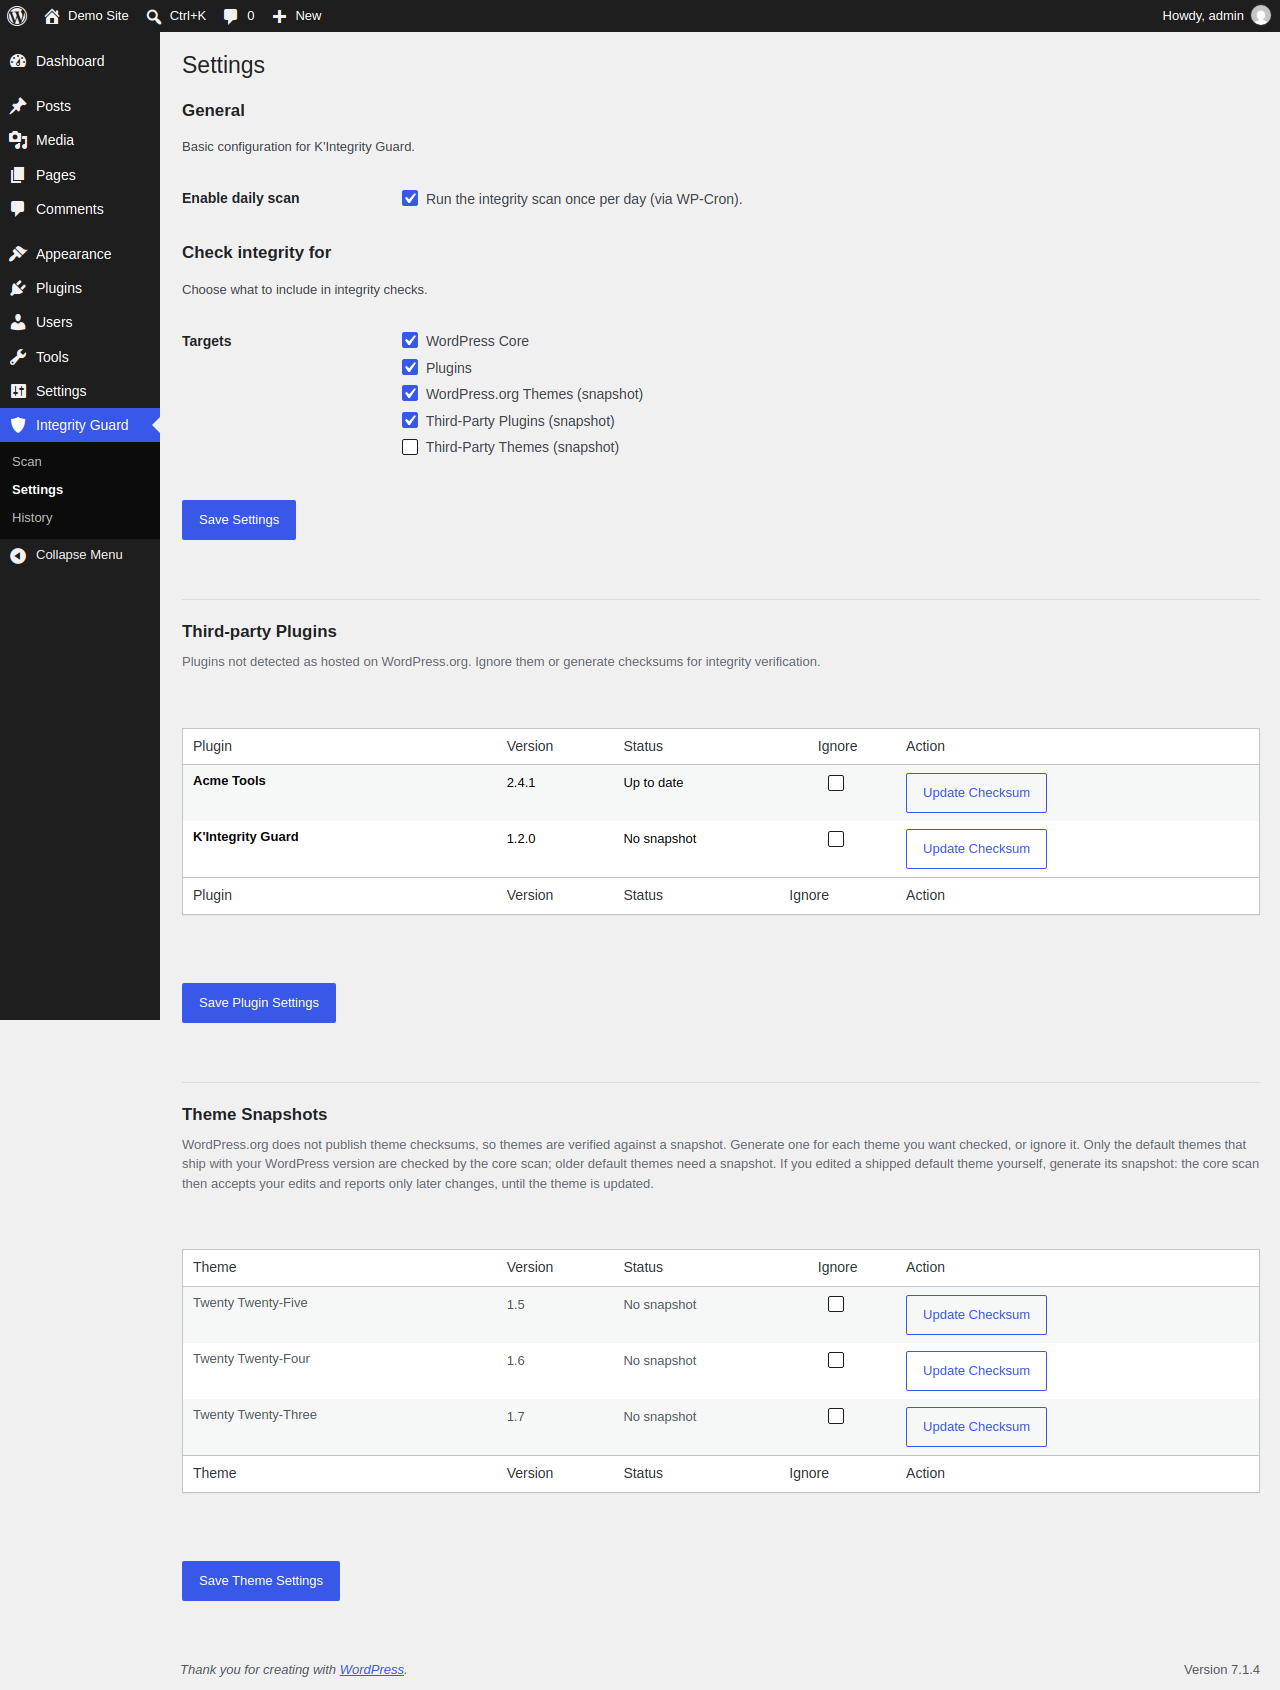 Demo Site Ctrl+K 0 New Howdy, admin
Dashboard
Posts
Media
Pages
Comments
Appearance
Plugins
Users
Tools
Settings
Integrity Guard
Scan
Settings
History
Collapse Menu
Settings
General
Basic configuration for K'Integrity Guard.
Enable daily scan Run the integrity scan once per day (via WP-Cron).
Check integrity for
Choose what to include in integrity checks.
Targets WordPress Core
Plugins
WordPress.org Themes (snapshot)
Third-Party Plugins (snapshot)
Third-Party Themes (snapshot)
Save Settings
Third-party Plugins
Plugins not detected as hosted on WordPress.org. Ignore them or generate checksums for integrity verification.
Plugin Version Status Ignore Action
Acme Tools 2.4.1 Up to date Update Checksum
K'Integrity Guard 1.2.0 No snapshot Update Checksum
Plugin Version Status Ignore Action
Save Plugin Settings
Theme Snapshots
WordPress.org does not publish theme checksums, so themes are verified against a snapshot. Generate one for each theme you want checked, or ignore it. Only the default themes that
ship with your WordPress version are checked by the core scan; older default themes need a snapshot. If you edited a shipped default theme yourself, generate its snapshot: the core scan
then accepts your edits and reports only later changes, until the theme is updated.
Theme Version Status Ignore Action
Twenty Twenty-Five 1.5 No snapshot Update Checksum
Twenty Twenty-Four 1.6 No snapshot Update Checksum
Twenty Twenty-Three 1.7 No snapshot Update Checksum
Theme Version Status Ignore Action
Save Theme Settings
Thank you for creating with WordPress. Version 7.1.4